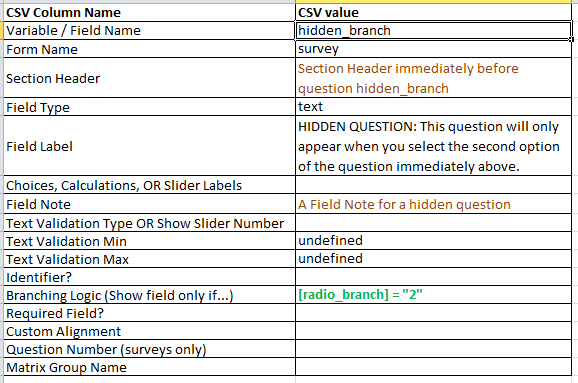 CSV Column Name CSV value
Variable / Field Name hidden_branch
Form Name survey
Section Header Section Header immediately before
question hidden_branch
Field Type text
Field Label HIDDEN QUESTION: This question will only
appear when you select the second option
of the question immediately above.
Choices, Calculations, OR Slider Labels
Field Note A Field Note for a hidden question
Text Validation Type OR Show Slider Number
Text Validation Min undefined
Text Validation Max undefined
Identifier?
Branching Logic (Show field only if...) [radio_branch] = "2"
Required Field?
Custom Alignment
Question Number (surveys only)
Matrix Group Name